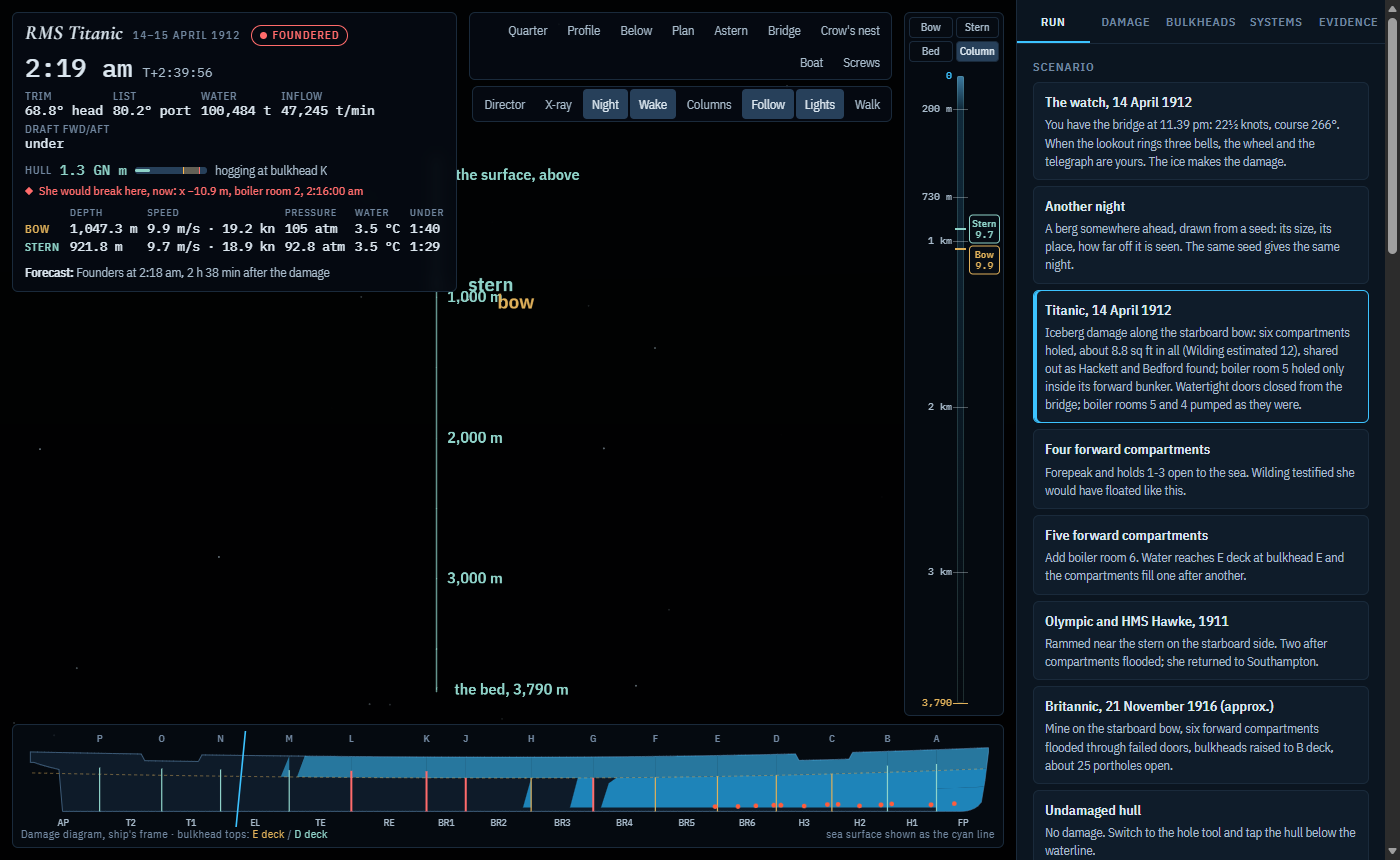 RMS Titanic 14–15 APRIL 1912 FOUNDERED
2:19 am T+2:39:56
TRIM LIST WATER INFLOW
68.8° head 80.2° port 100,484 t 47,245 t/min
DRAFT FWD/AFT
under
HULL 1.3 GN m hogging at bulkhead K
She would break here, now: x −10.9 m, boiler room 2, 2:16:00 am
DEPTH SPEED PRESSURE WATER UNDER
BOW 1,047.3 m 9.9 m/s · 19.2 kn 105 atm 3.5 °C 1:40
STERN 921.8 m 9.7 m/s · 18.9 kn 92.8 atm 3.5 °C 1:29
Forecast: Founders at 2:18 am, 2 h 38 min after the damage
Quarter Profile Below Plan Astern Bridge Crow's nest
Boat Screws
Director X-ray Night Wake Columns Follow Lights Walk
the surface, above
stern
1,000 m
bow
2,000 m
3,000 m
the bed, 3,790 m
Bow Stern
Bed Column
0
200 m
730 m
Stern
9.7
1 km
Bow
9.9
2 km
3 km
3,790
P O N M L K J H G F E D C B A
AP T2 T1 EL TE RE BR1 BR2 BR3 BR4 BR5 BR6 H3 H2 H1 FP
Damage diagram, ship's frame · bulkhead tops: E deck / D deck
sea surface shown as the cyan line
RUN DAMAGE BULKHEADS SYSTEMS EVIDENCE
SCENARIO
The watch, 14 April 1912
You have the bridge at 11.39 pm: 22½ knots, course 266°.
When the lookout rings three bells, the wheel and the
telegraph are yours. The ice makes the damage.
Another night
A berg somewhere ahead, drawn from a seed: its size, its
place, how far off it is seen. The same seed gives the same
night.
Titanic, 14 April 1912
Iceberg damage along the starboard bow: six compartments
holed, about 8.8 sq ft in all (Wilding estimated 12), shared
out as Hackett and Bedford found; boiler room 5 holed only
inside its forward bunker. Watertight doors closed from the
bridge; boiler rooms 5 and 4 pumped as they were.
Four forward compartments
Forepeak and holds 1-3 open to the sea. Wilding testified she
would have floated like this.
Five forward compartments
Add boiler room 6. Water reaches E deck at bulkhead E and
the compartments fill one after another.
Olympic and HMS Hawke, 1911
Rammed near the stern on the starboard side. Two after
compartments flooded; she returned to Southampton.
Britannic, 21 November 1916 (approx.)
Mine on the starboard bow, six forward compartments
flooded through failed doors, bulkheads raised to B deck,
about 25 portholes open.
Undamaged hull
No damage. Switch to the hole tool and tap the hull below the
waterline.